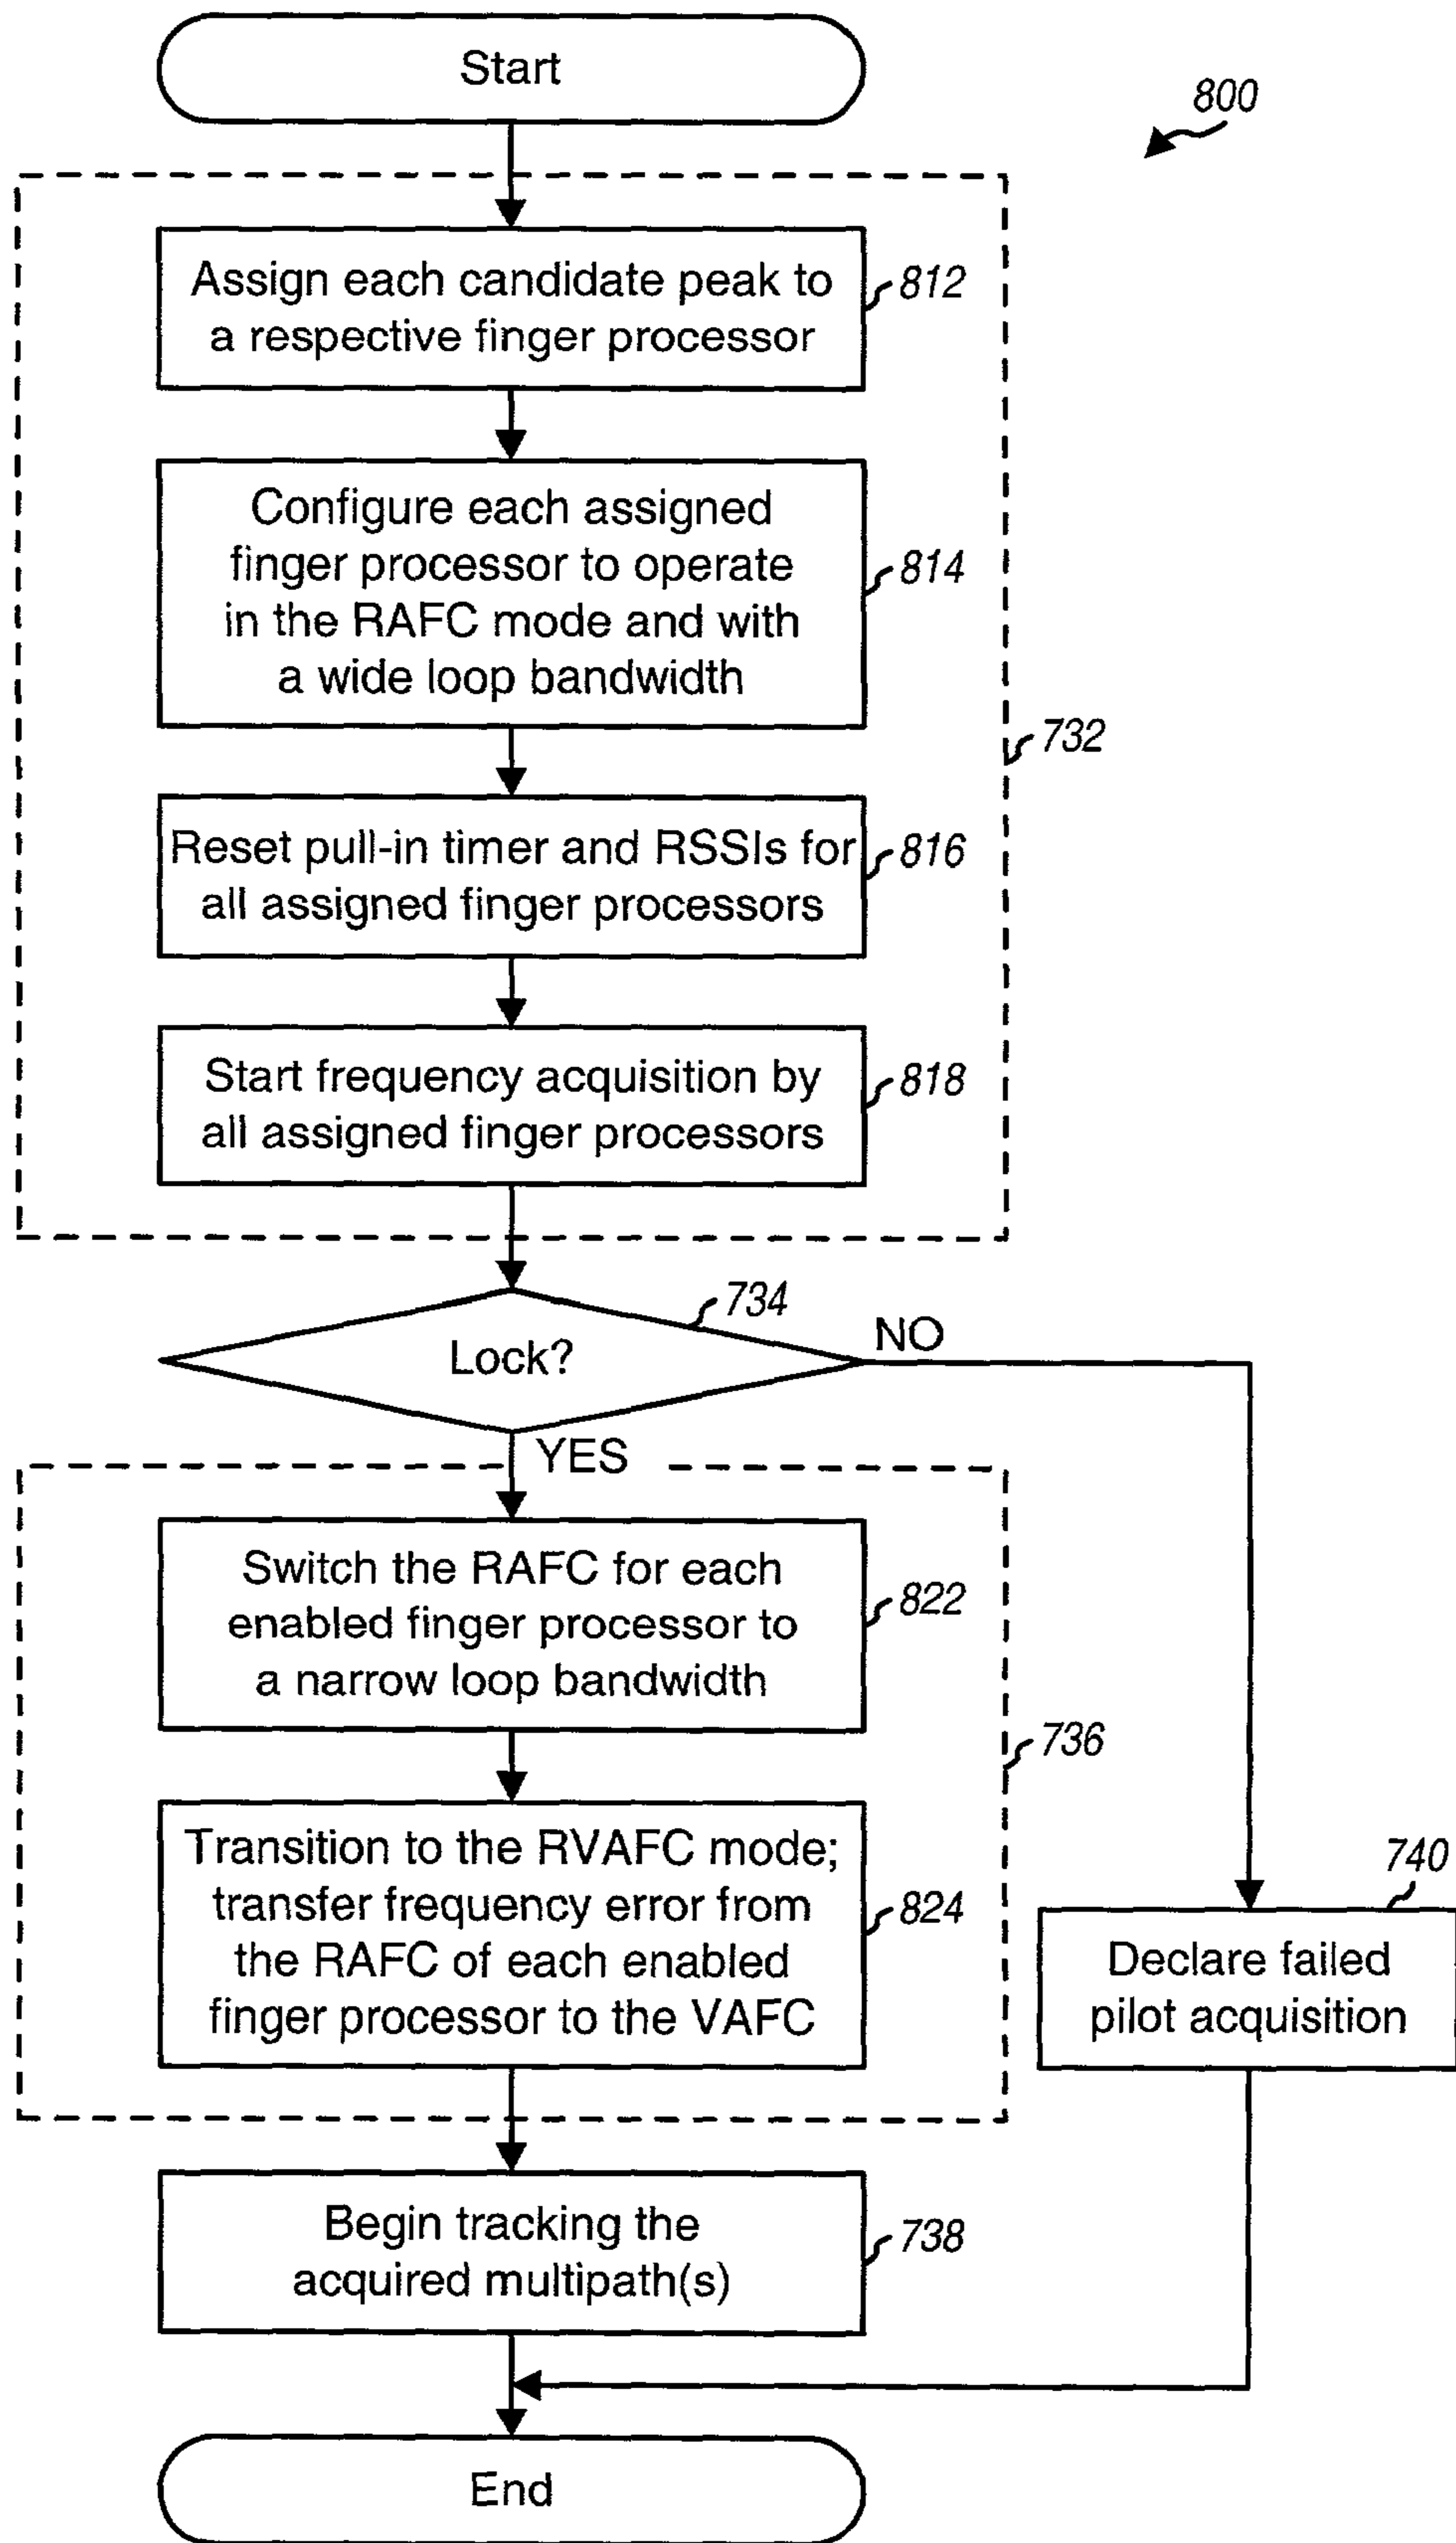 Start
800
Assign each candidate peak to
a respective finger processor
812
Configure each assigned
finger processor to operate
in the RAFC mode and with
a wide loop bandwidth
814
732
Reset pull-in timer and RSSIs for
all assigned finger processors
816
Start frequency acquisition by
all assigned finger processors
818
734
Lock?
NO
YES
Switch the RAFC for each
enabled finger processor to
a narrow loop bandwidth
822
736
Transition to the RVAFC mode;
transfer frequency error from
the RAFC of each enabled
finger processor to the VAFC
824
740
Declare failed
pilot acquisition
Begin tracking the
acquired multipath(s)
738
End